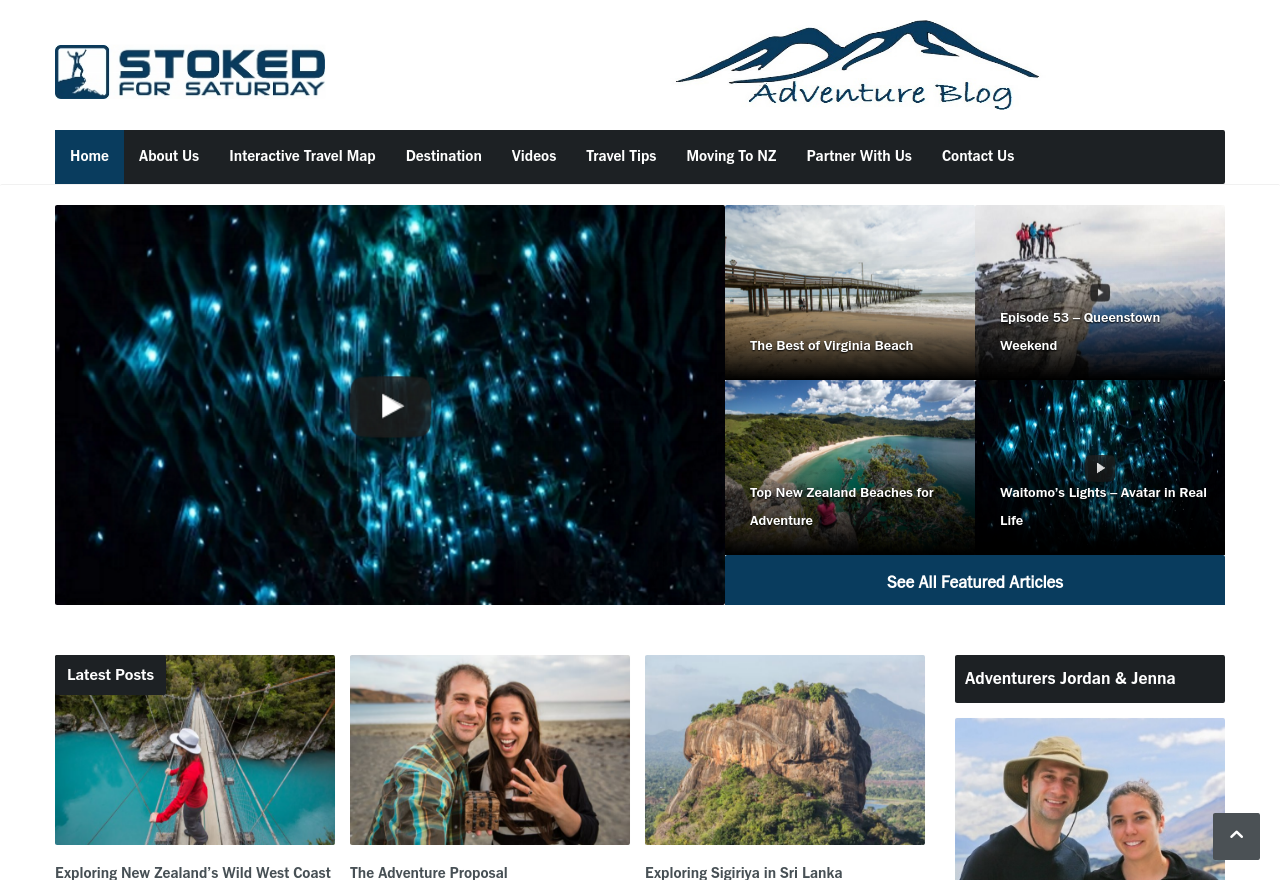 STOKED
FOR SATURDAY
Adventure Blog
Home About Us Interactive Travel Map Destination Videos Travel Tips Moving To NZ Partner With Us Contact Us
The Best of Virginia Beach
Episode 53 – Queenstown
Weekend
Top New Zealand Beaches for
Adventure
Waitomo's Lights – Avatar in Real
Life
See All Featured Articles
Latest Posts
Adventurers Jordan & Jenna
Exploring New Zealand’s Wild West Coast
The Adventure Proposal
Exploring Sigiriya in Sri Lanka